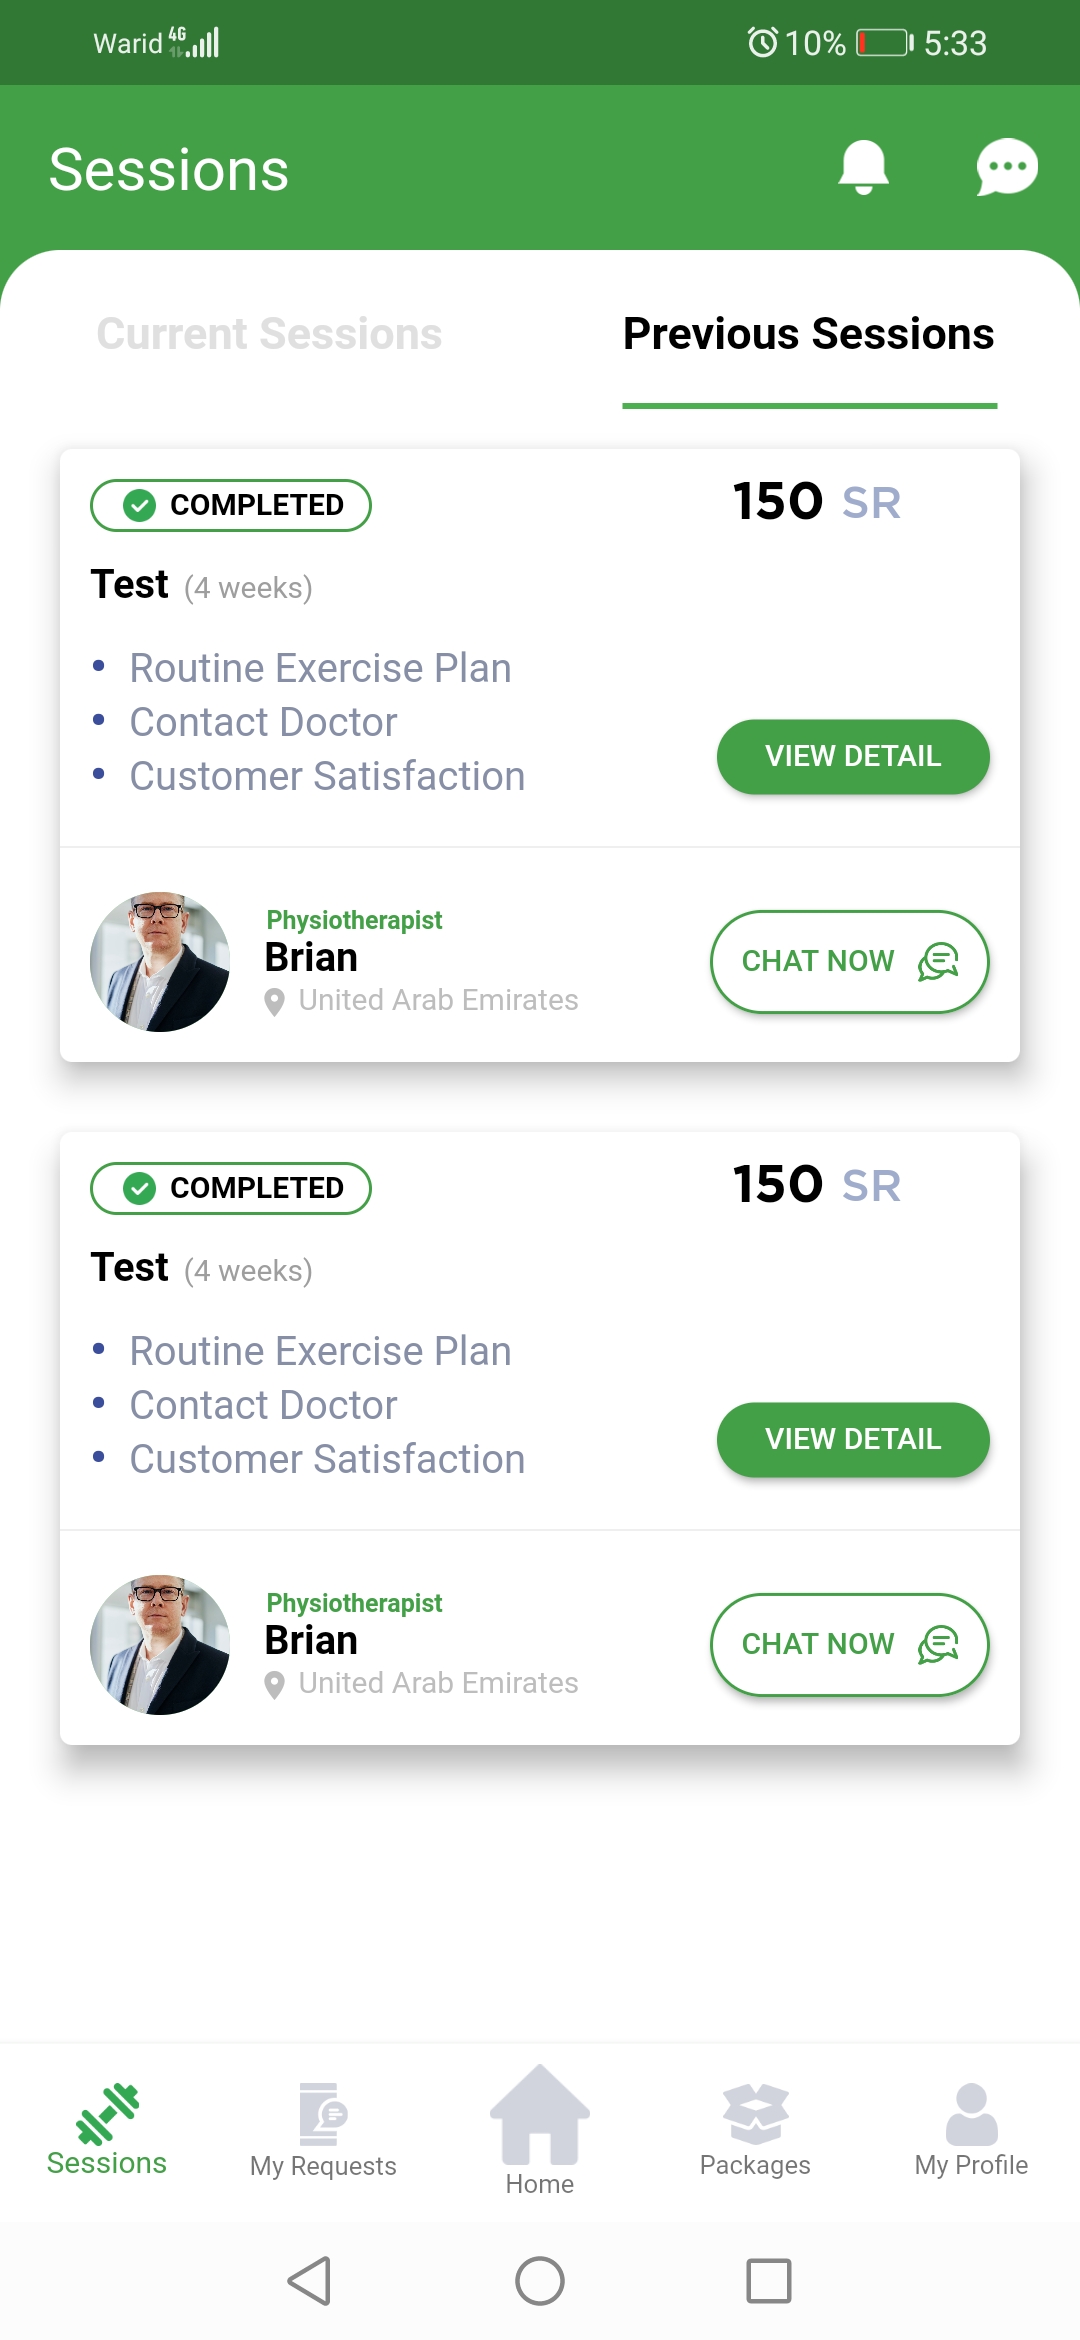 Warid 4G 10% 5:33
Sessions
Current Sessions Previous Sessions
COMPLETED 150 SR
Test (4 weeks)
• Routine Exercise Plan
• Contact Doctor
• Customer Satisfaction
VIEW DETAIL
Physiotherapist
Brian
United Arab Emirates
CHAT NOW
COMPLETED 150 SR
Test (4 weeks)
• Routine Exercise Plan
• Contact Doctor
• Customer Satisfaction
VIEW DETAIL
Physiotherapist
Brian
United Arab Emirates
CHAT NOW
Sessions My Requests Home Packages My Profile